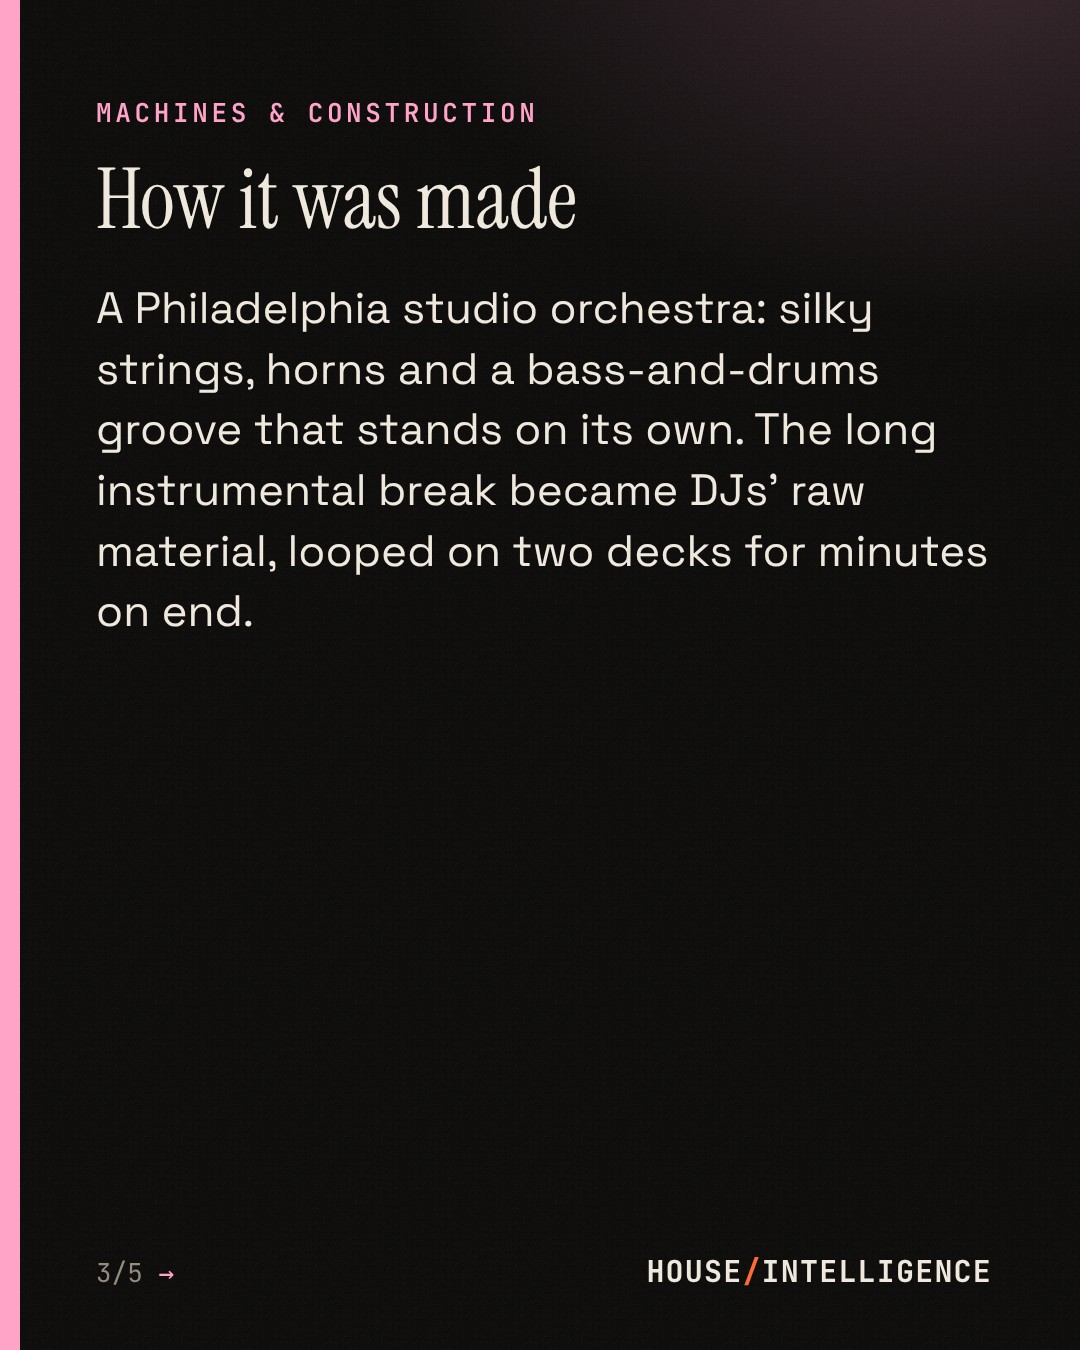 MACHINES & CONSTRUCTION
How it was made
A Philadelphia studio orchestra: silky
strings, horns and a bass-and-drums
groove that stands on its own. The long
instrumental break became DJs’ raw
material, looped on two decks for minutes
on end.
3/5 →
HOUSE/INTELLIGENCE